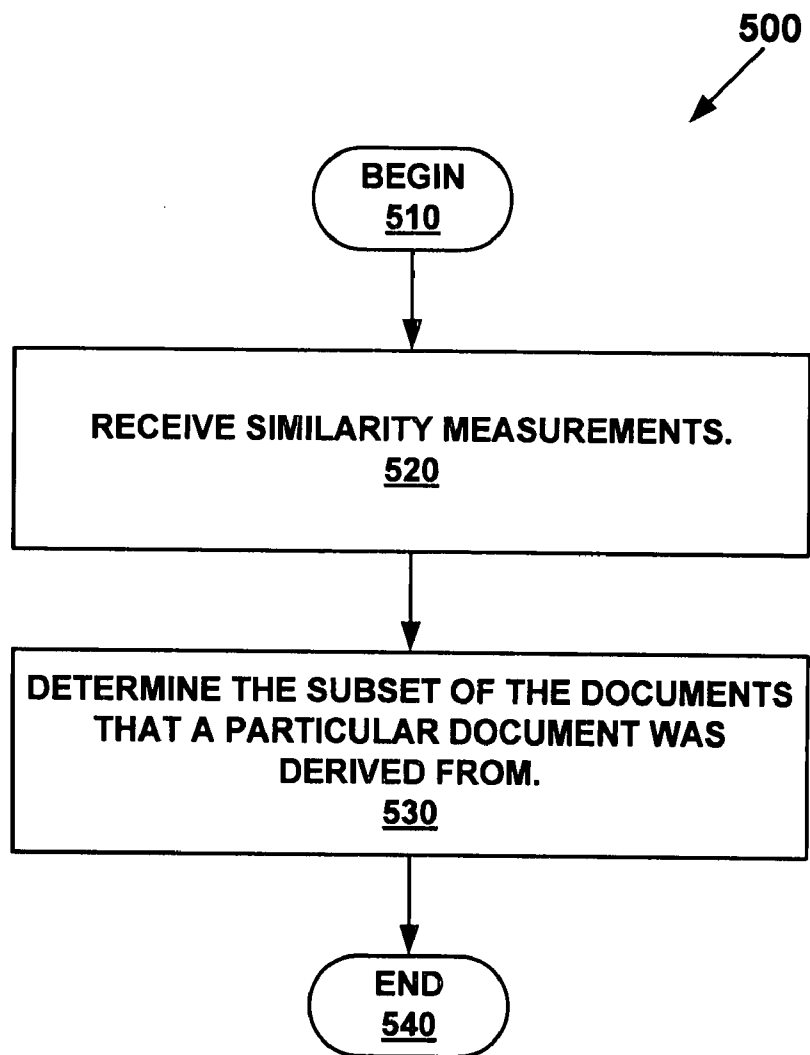 500
BEGIN
510
RECEIVE SIMILARITY MEASUREMENTS.
520
DETERMINE THE SUBSET OF THE DOCUMENTS
THAT A PARTICULAR DOCUMENT WAS
DERIVED FROM.
530
END
540